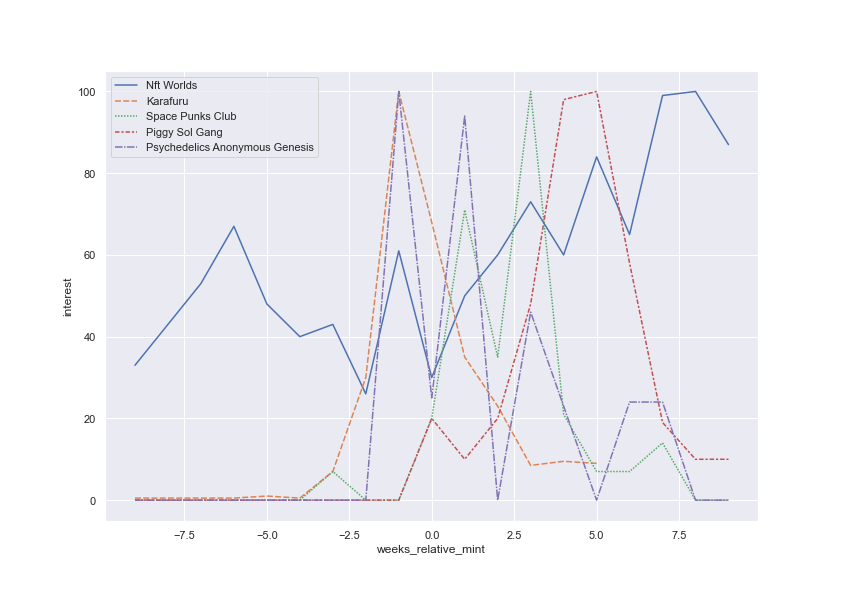 Nft Worlds
Karafuru
Space Punks Club
Piggy Sol Gang
Psychedelics Anonymous Genesis
100
80
60
40
20
0
interest
−7.5 −5.0 −2.5 0.0 2.5 5.0 7.5
weeks_relative_mint